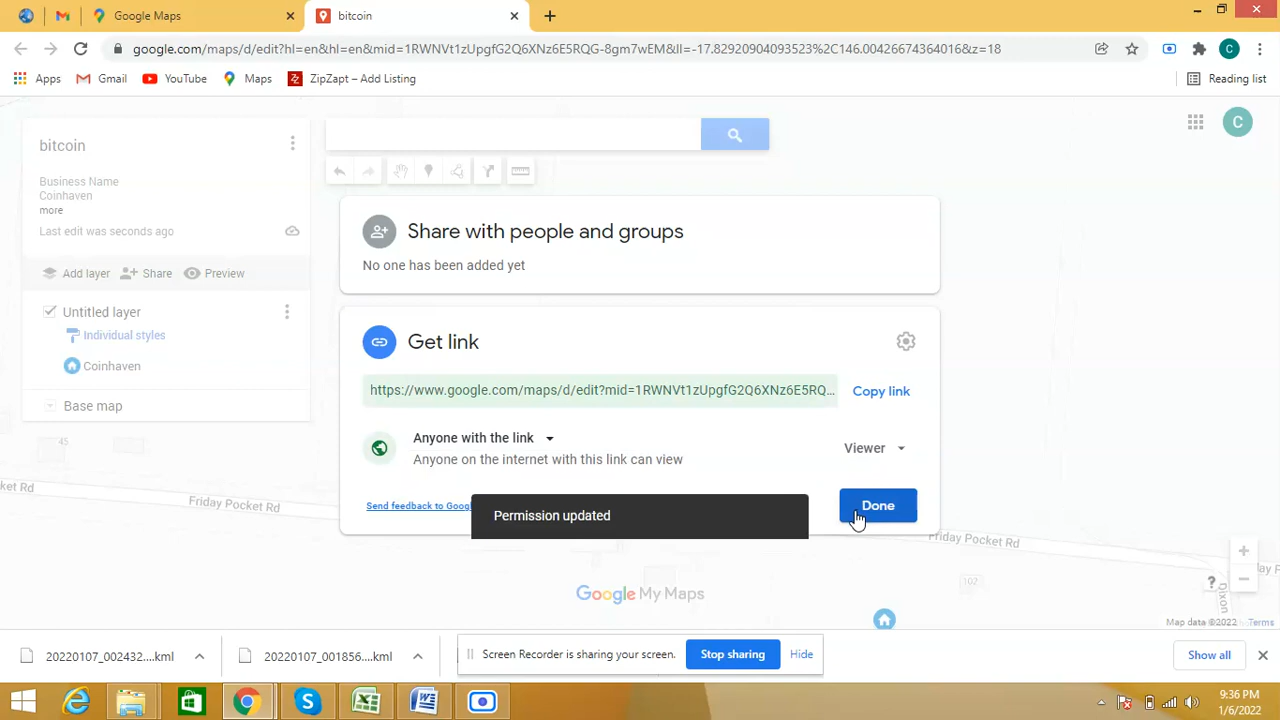 Google Maps
bitcoin
google.com/maps/d/edit?hl=en&hl=en&mid=1RWNVt1zUpgfG2Q6XNz6E5RQG-8gm7wEM&ll=-17.82920904093523%2C146.00426674364016&z=18
C
Apps
Gmail
YouTube
Maps
ZipZapt – Add Listing
Reading list
bitcoin
C
Business Name
Coinhaven
more
Last edit was seconds ago
Add layer
Share
Preview
Untitled layer
Individual styles
Coinhaven
Base map
Share with people and groups
No one has been added yet
Get link
https://www.google.com/maps/d/edit?mid=1RWNVt1zUpgfG2Q6XNz6E5RQ...
Copy link
Anyone with the link
Viewer
Anyone on the internet with this link can view
Send feedback to Goog
Permission updated
Done
45
Friday Pocket Rd
Friday Pocket Rd
102
Dixon
Google My Maps
Map data ©2022
Terms
20220107_002432....kml
20220107_001856....kml
Screen Recorder is sharing your screen.
Stop sharing
Hide
Show all
9:36 PM
1/6/2022